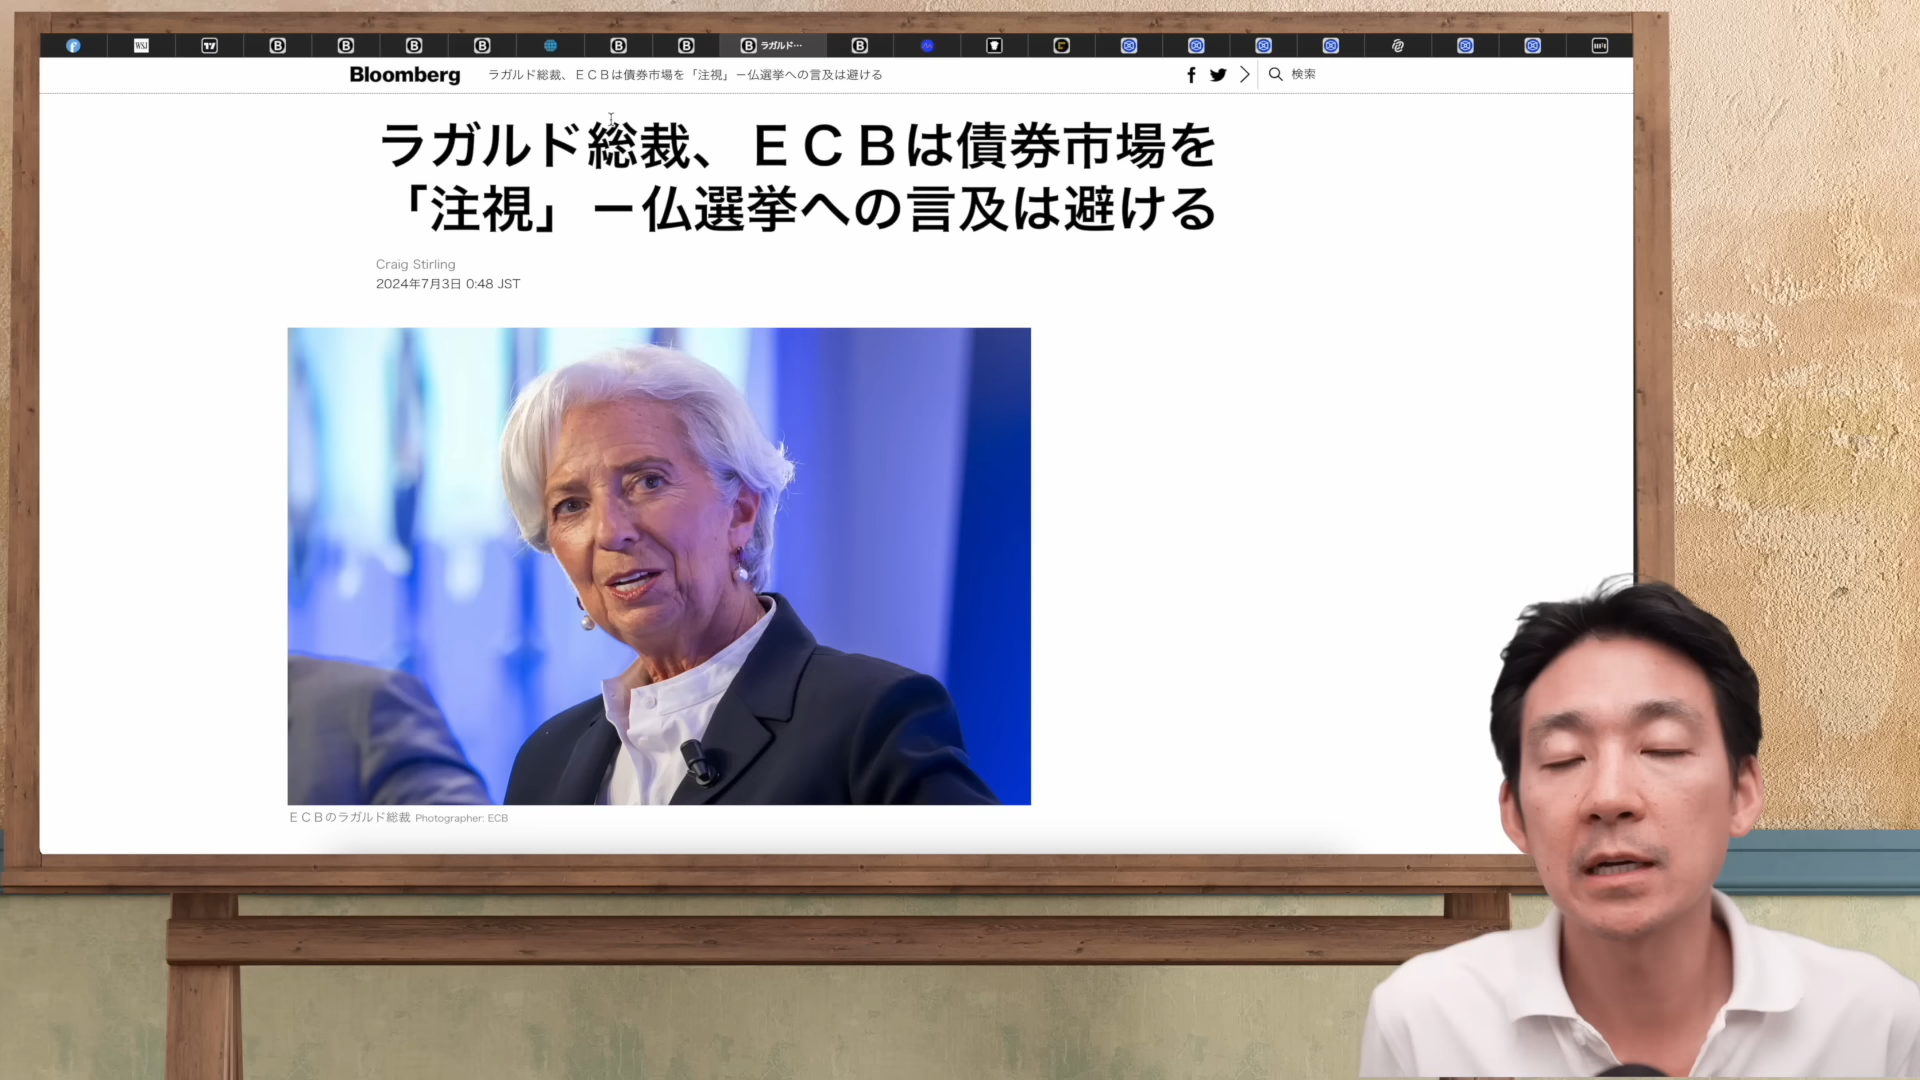 WSJ
ラガルド…
Bloomberg ラガルド総裁、ＥＣＢは債券市場を「注視」－仏選挙への言及は避ける 検索
ラガルド総裁、ＥＣＢは債券市場を
「注視」－仏選挙への言及は避ける
Craig Stirling
2024年7月3日 0:48 JST
ＥＣＢのラガルド総裁 Photographer: ECB